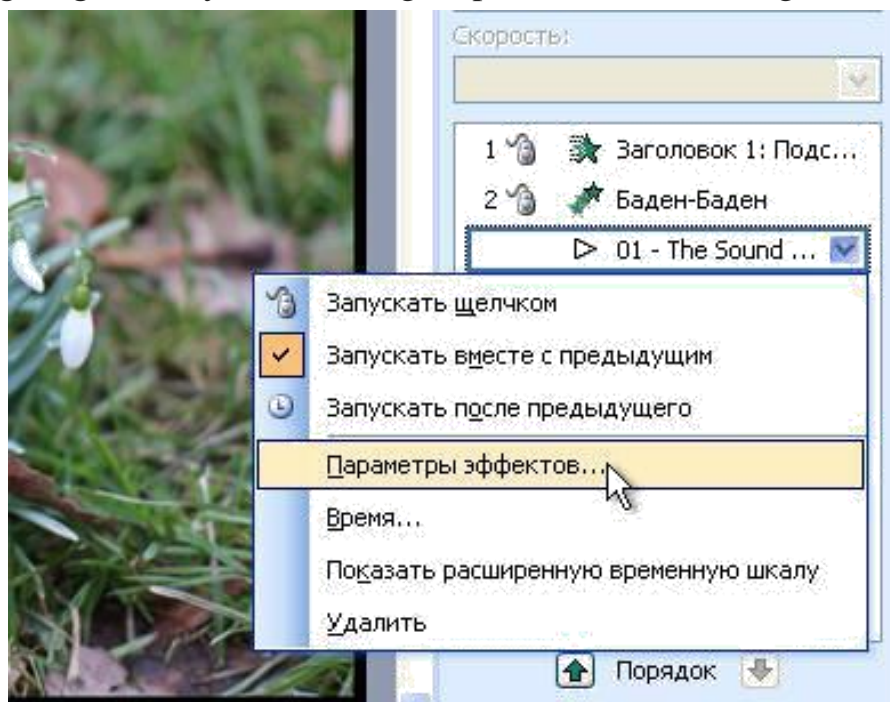 Скорость:
1 Заголовок 1: Подс...
2 Баден-Баден
01 - The Sound ...
Запускать щелчком
Запускать вместе с предыдущим
Запускать после предыдущего
Параметры эффектов...
Время...
Показать расширенную временную шкалу
Удалить
Порядок